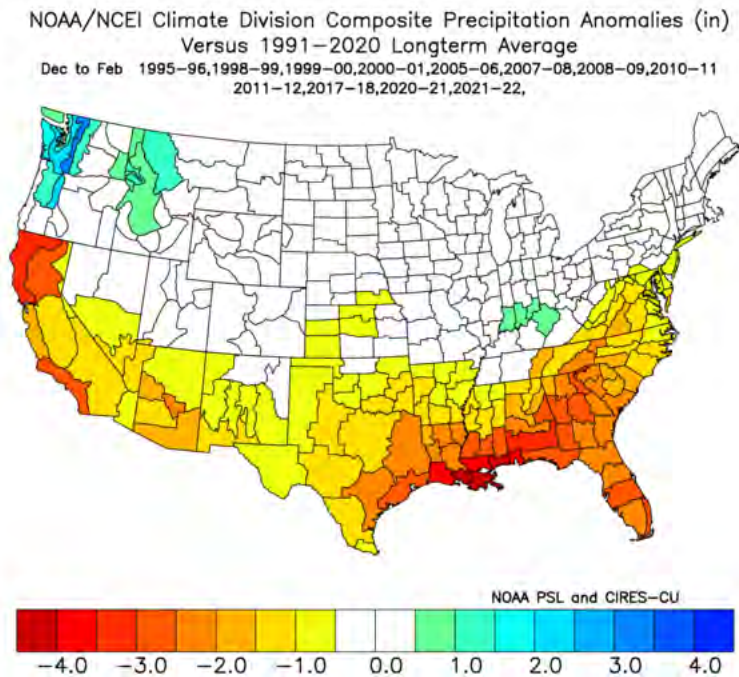 NOAA/NCEI Climate Division Composite Precipitation Anomalies (in)
Versus 1991-2020 Longterm Average
Dec to Feb 1995-96,1998-99,1999-00,2000-01,2005-06,2007-08,2008-09,2010-11
2011-12,2017-18,2020-21,2021-22,
NOAA PSL and CIRES-CU
-4.0 -3.0 -2.0 -1.0 0.0 1.0 2.0 3.0 4.0